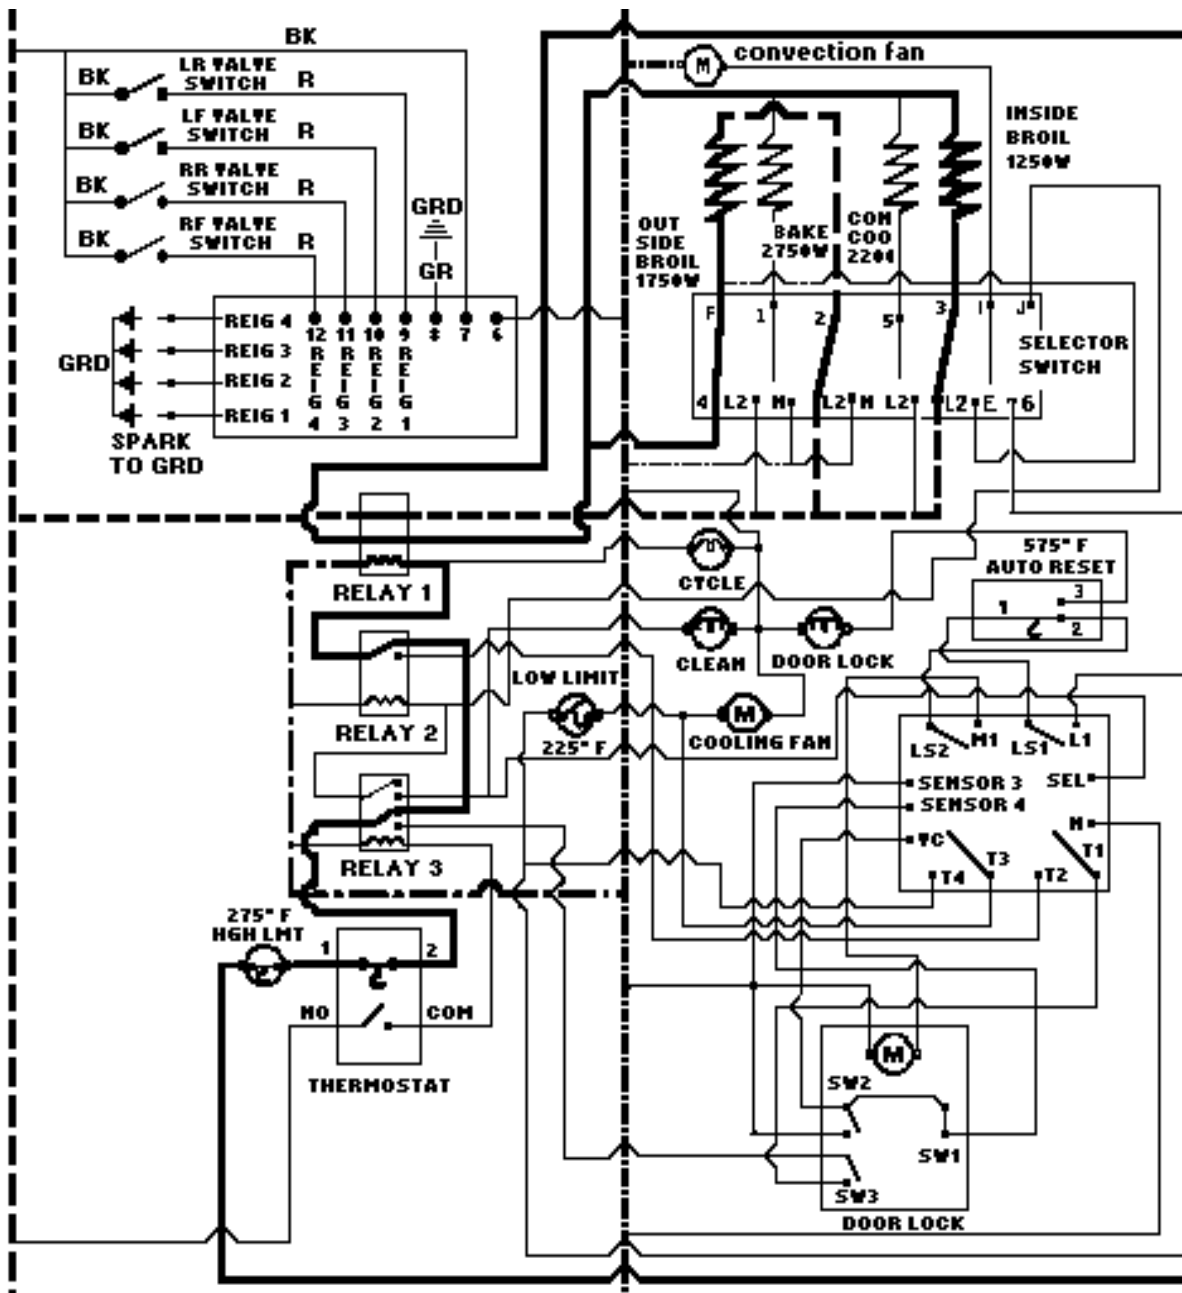 BK
convection fan
BK
LR VALVE
SWITCH
R
BK
LF VALVE
SWITCH
R
BK
RR VALVE
SWITCH
R
BK
RF VALVE
SWITCH
R
GRD
GR
INSIDE
BROIL
1250W
OUT
SIDE
BROIL
1750W
BAKE
2750W
CON
COO
220
REIG 4
REIG 3
REIG 2
REIG 1
GRD
SPARK
TO GRD
12 11 10 9 8 7 6
REIG 4
REIG 3
REIG 2
REIG 1
F 1 2 5 3 I J
SELECTOR
SWITCH
4 L2 M L2 M L2 L2 E 6
RELAY 1
RELAY 2
RELAY 3
CYCLE
CLEAN
DOOR LOCK
575° F
AUTO RESET
1
3
2
LOW LIMIT
225° F
M
COOLING FAN
LS2 M1 LS1 L1
SENSOR 3
SEL
SENSOR 4
TC
M
T4 T3 T2 T1
275° F
HGH LMT
1
2
NO
COM
THERMOSTAT
M
SW2
SW1
SW3
DOOR LOCK
M